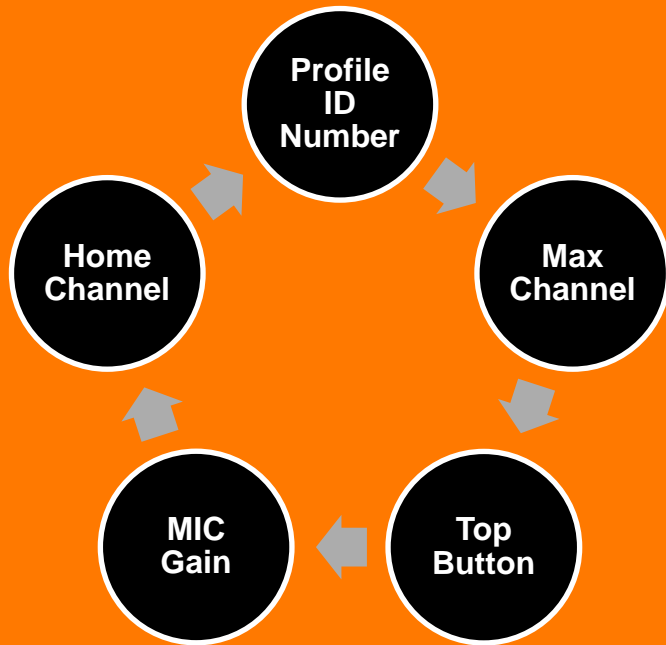 Profile
ID
Number
Max
Channel
Top
Button
MIC
Gain
Home
Channel